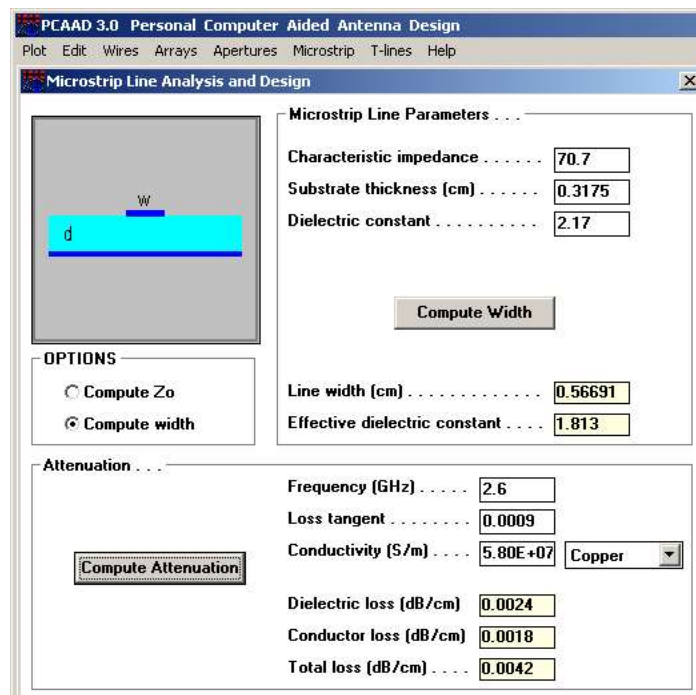 PCAAD 3.0 Personal Computer Aided Antenna Design
Plot Edit Wires Arrays Apertures Microstrip T-lines Help
Microstrip Line Analysis and Design
W
d
Microstrip Line Parameters . . .
Characteristic impedance . . . . . . 70.7
Substrate thickness (cm) . . . . . . 0.3175
Dielectric constant . . . . . . . . . . 2.17
Compute Width
OPTIONS
Compute Zo
Compute width
Line width (cm) . . . . . . . . . . . . . 0.56691
Effective dielectric constant . . . . 1.813
Attenuation . . .
Compute Attenuation
Frequency (GHz) . . . . . 2.6
Loss tangent . . . . . . . . 0.0009
Conductivity (S/m) . . . . 5.80E+07 Copper
Dielectric loss (dB/cm) 0.0024
Conductor loss (dB/cm) 0.0018
Total loss (dB/cm) . . . . 0.0042